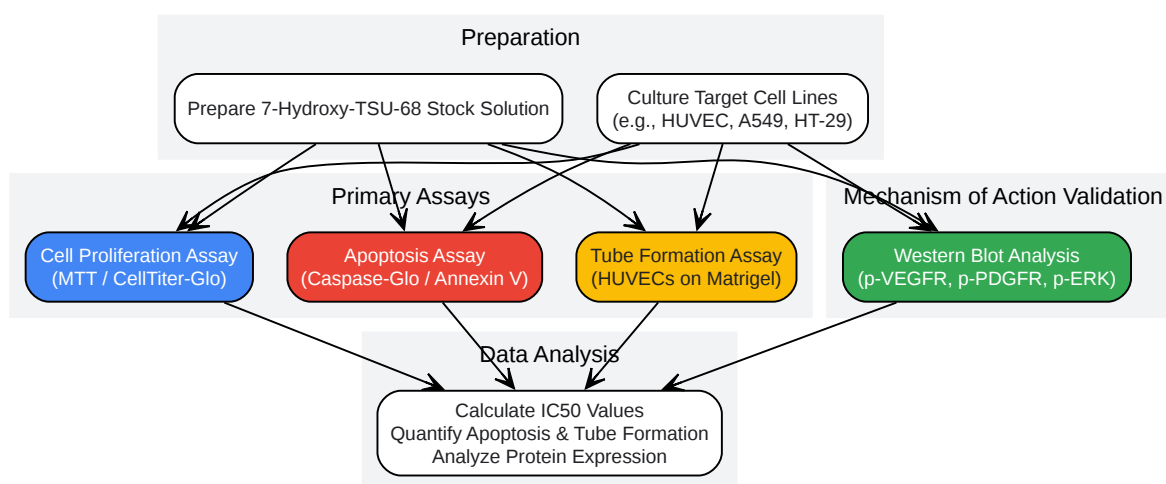 Preparation
Prepare 7-Hydroxy-TSU-68 Stock Solution
Culture Target Cell Lines
(e.g., HUVEC, A549, HT-29)
Primary Assays
Mechanism of Action Validation
Cell Proliferation Assay
(MTT / CellTiter-Glo)
Apoptosis Assay
(Caspase-Glo / Annexin V)
Tube Formation Assay
(HUVECs on Matrigel)
Western Blot Analysis
(p-VEGFR, p-PDGFR, p-ERK)
Data Analysis
Calculate IC50 Values
Quantify Apoptosis & Tube Formation
Analyze Protein Expression